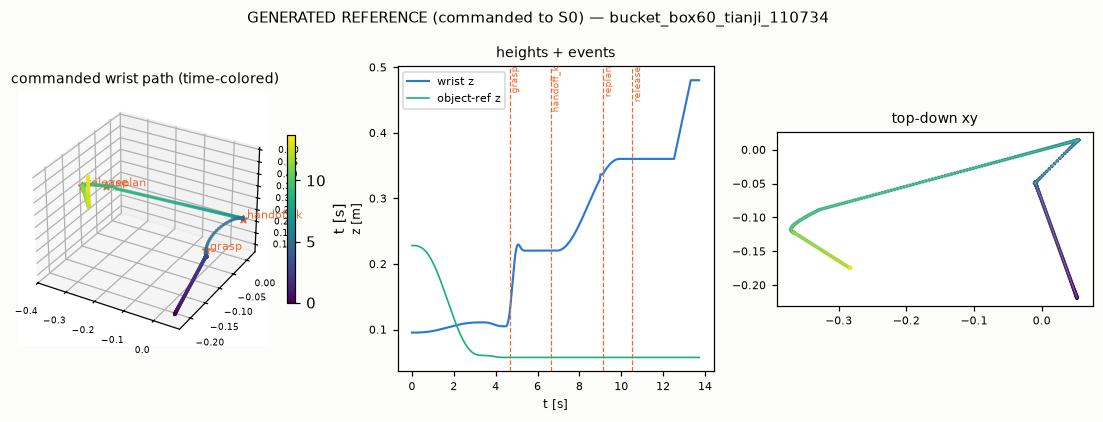 GENERATED REFERENCE (commanded to S0) — bucket_box60_tianji_110734
commanded wrist path (time-colored)
grasp
0.00
−0.05
−0.10
−0.15
−0.20
−0.4
−0.3
−0.2
−0.1
0.0
10
5
0
t [s]
heights + events
wrist z
object-ref z
grasp
replan
release
0.5
0.4
0.3
0.2
0.1
z [m]
0
2
4
6
8
10
12
14
t [s]
top-down xy
0.00
−0.05
−0.10
−0.15
−0.20
−0.3
−0.2
−0.1
0.0